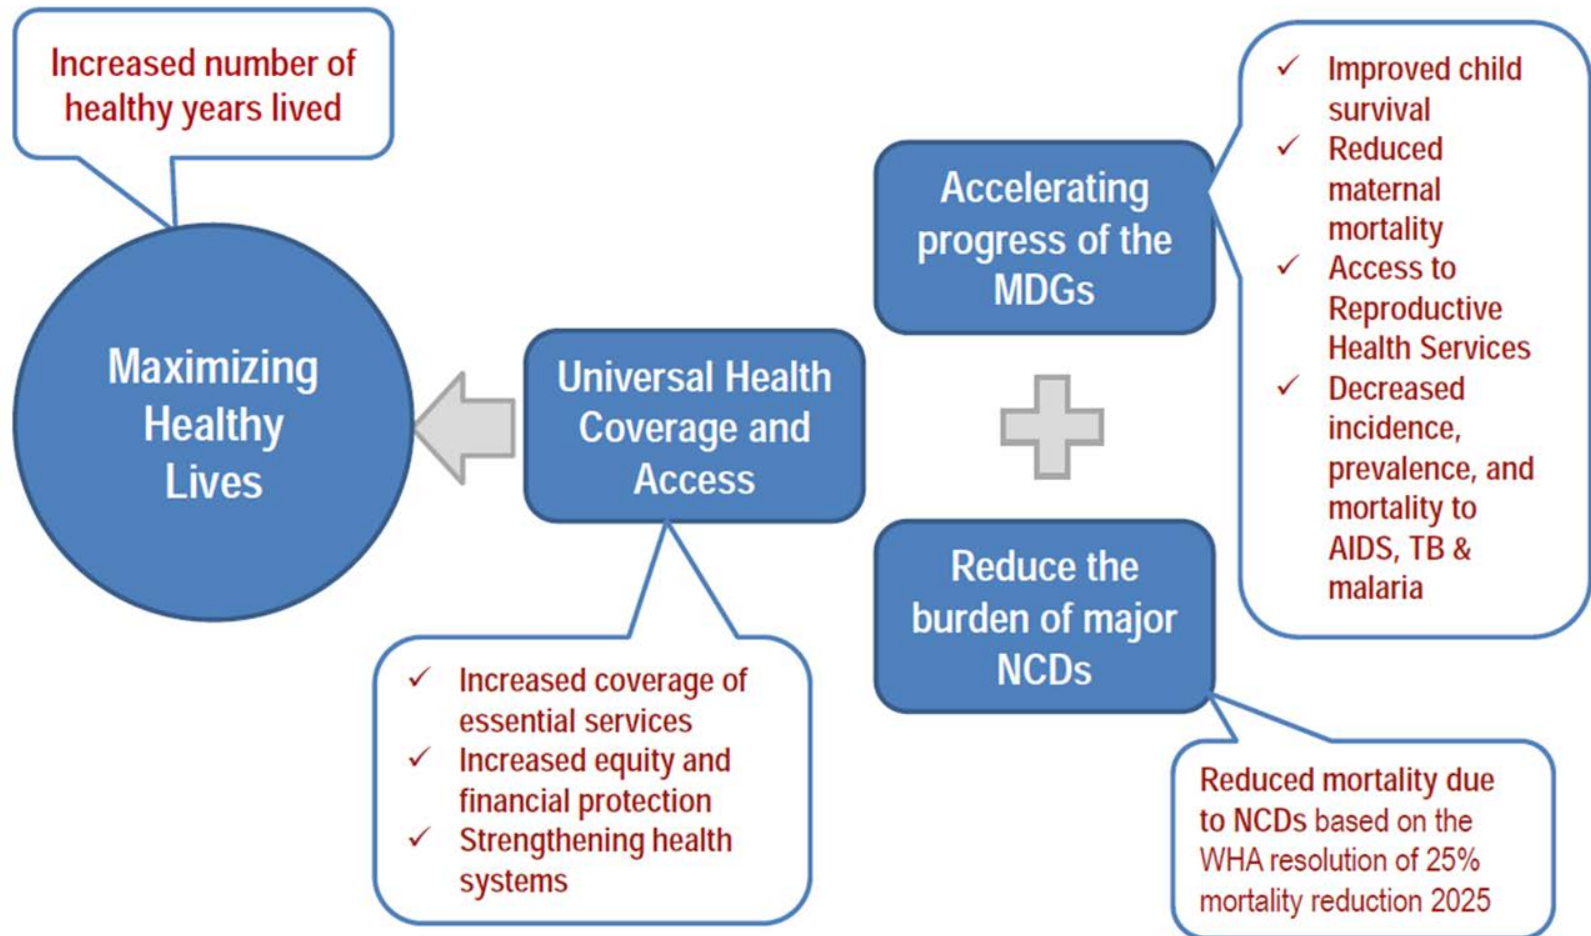 Increased number of
healthy years lived
Maximizing
Healthy
Lives
Universal Health
Coverage and
Access
✓ Increased coverage of
essential services
✓ Increased equity and
financial protection
✓ Strengthening health
systems
Accelerating
progress of the
MDGs
✓ Improved child
survival
✓ Reduced
maternal
mortality
✓ Access to
Reproductive
Health Services
✓ Decreased
incidence,
prevalence, and
mortality to
AIDS, TB &
malaria
Reduce the
burden of major
NCDs
Reduced mortality due
to NCDs based on the
WHA resolution of 25%
mortality reduction 2025